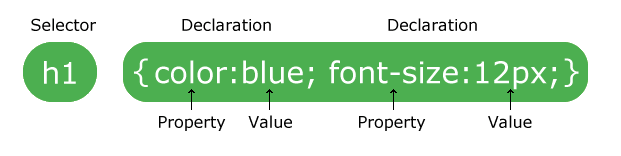 Selector Declaration Declaration
h1 {color:blue; font-size:12px;}
Property Value Property Value